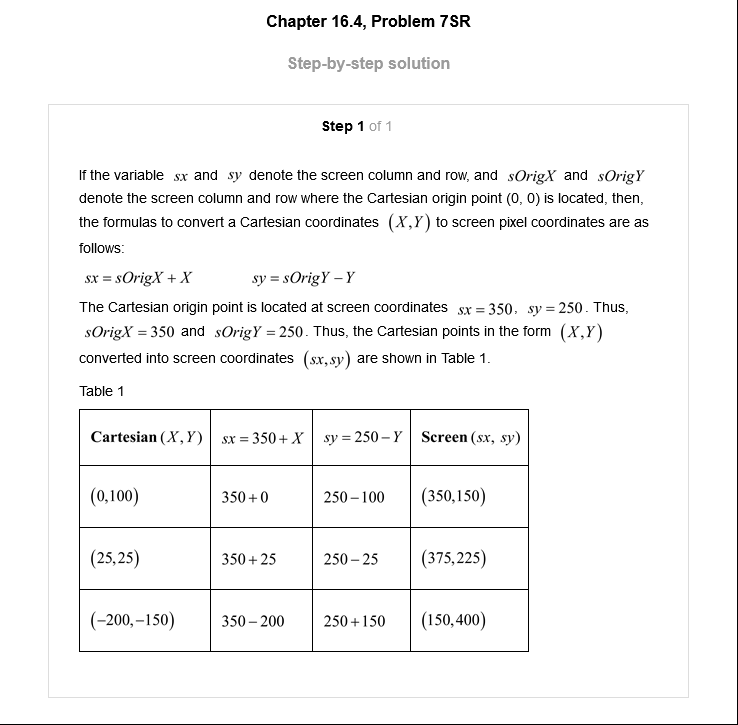 Chapter 16.4, Problem 7SR
Step-by-step solution
Step 1 of 1
If the variable sx and sy denote the screen column and row, and sOrigX and sOrigY
denote the screen column and row where the Cartesian origin point (0, 0) is located, then,
the formulas to convert a Cartesian coordinates (X,Y) to screen pixel coordinates are as
follows:
sx = sOrigX + X sy = sOrigY − Y
The Cartesian origin point is located at screen coordinates sx = 350, sy = 250. Thus,
sOrigX = 350 and sOrigY = 250. Thus, the Cartesian points in the form (X,Y)
converted into screen coordinates (sx,sy) are shown in Table 1.
Table 1
Cartesian (X,Y) sx = 350 + X sy = 250 − Y Screen (sx, sy)
(0,100) 350 + 0 250 − 100 (350,150)
(25,25) 350 + 25 250 − 25 (375,225)
(−200,−150) 350 − 200 250 + 150 (150,400)